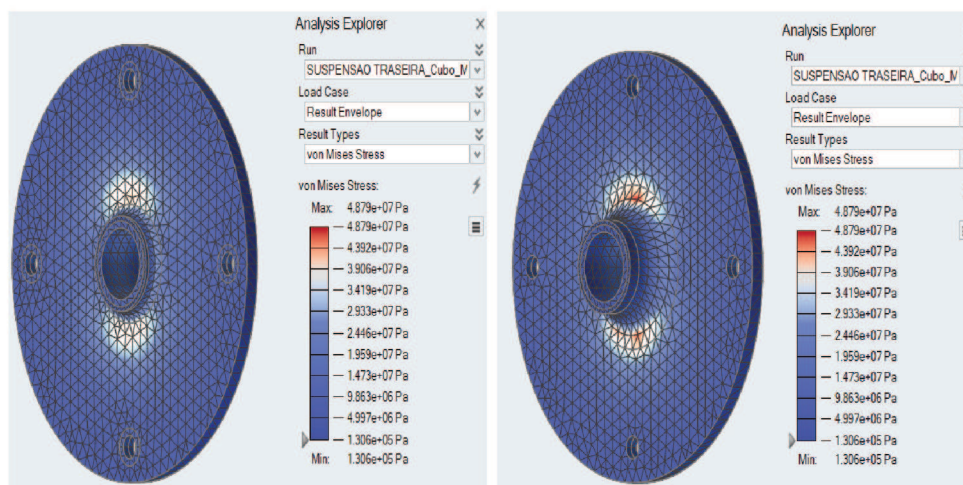 Analysis Explorer
Run
SUSPENSAO TRASEIRA_Cubo_M
Load Case
Result Envelope
Result Types
von Mises Stress
von Mises Stress:
Max: 4.879e+07 Pa
4.879e+07 Pa
4.392e+07 Pa
3.906e+07 Pa
3.419e+07 Pa
2.933e+07 Pa
2.446e+07 Pa
1.959e+07 Pa
1.473e+07 Pa
9.863e+06 Pa
4.997e+06 Pa
1.306e+05 Pa
Min: 1.306e+05 Pa
Analysis Explorer
Run
SUSPENSAO TRASEIRA_Cubo_M
Load Case
Result Envelope
Result Types
von Mises Stress
von Mises Stress:
Max: 4.879e+07 Pa
4.879e+07 Pa
4.392e+07 Pa
3.906e+07 Pa
3.419e+07 Pa
2.933e+07 Pa
2.446e+07 Pa
1.959e+07 Pa
1.473e+07 Pa
9.863e+06 Pa
4.997e+06 Pa
1.306e+05 Pa
Min: 1.306e+05 Pa